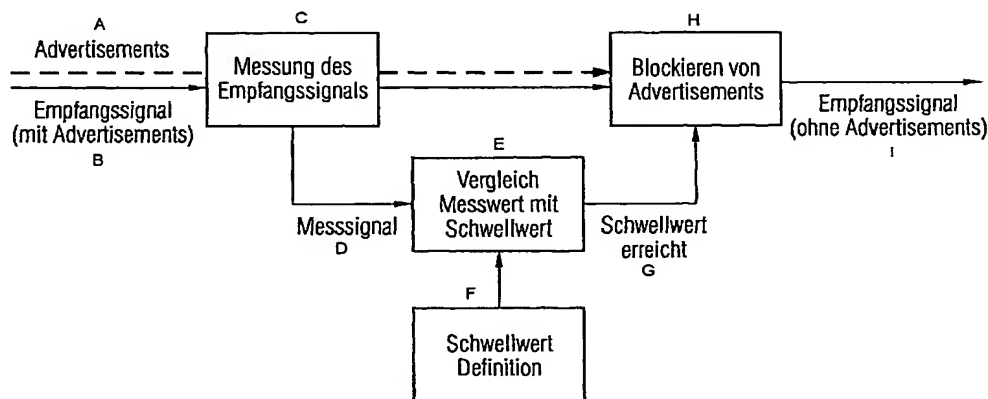 A
Advertisements
Empfangssignal
(mit Advertisements)
B
C
Messung des
Empfangssignals
H
Blockieren von
Advertisements
Empfangssignal
(ohne Advertisements)
I
E
Vergleich
Messwert mit
Schwellwert
Messsignal
D
Schwellwert
erreicht
G
F
Schwellwert
Definition